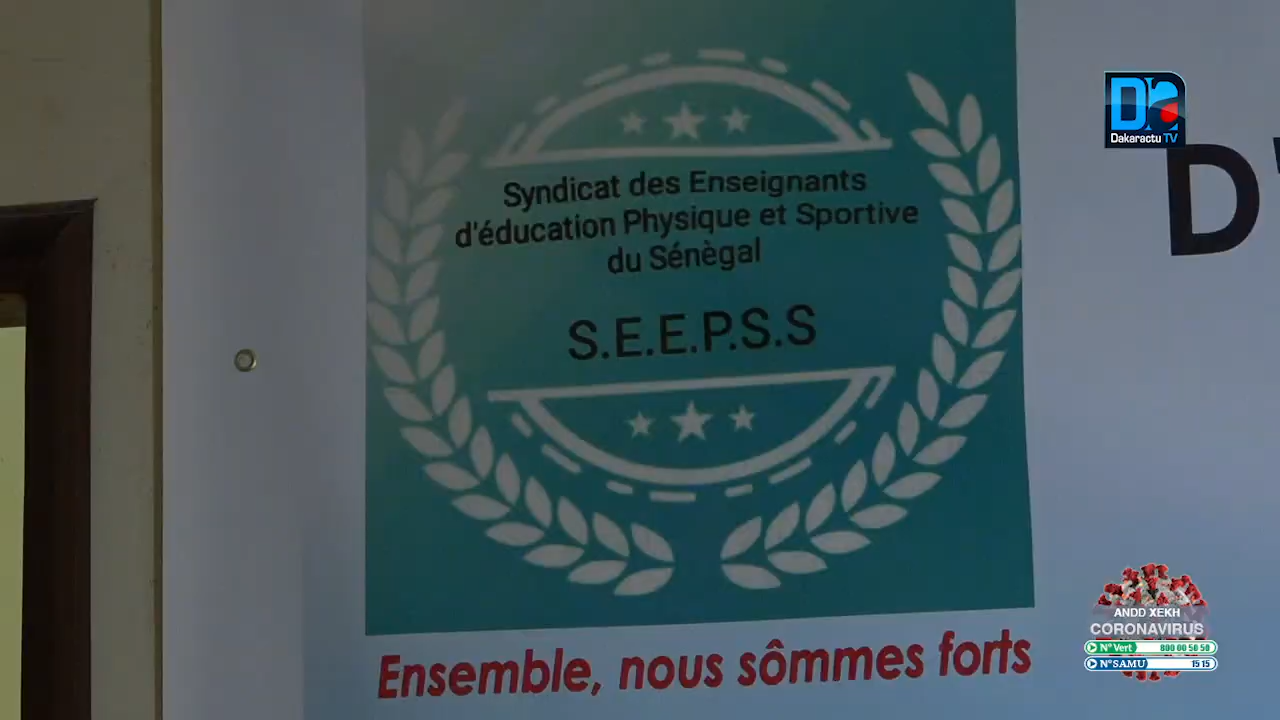 Dakaractu TV
D'
Syndicat des Enseignants
d'éducation Physique et Sportive
du Sénègal
S.E.E.P.S.S
Ensemble, nous sômmes forts
ANDD XEKH
CORONAVIRUS
N° Vert 800 00 50 50
N° SAMU 15 15